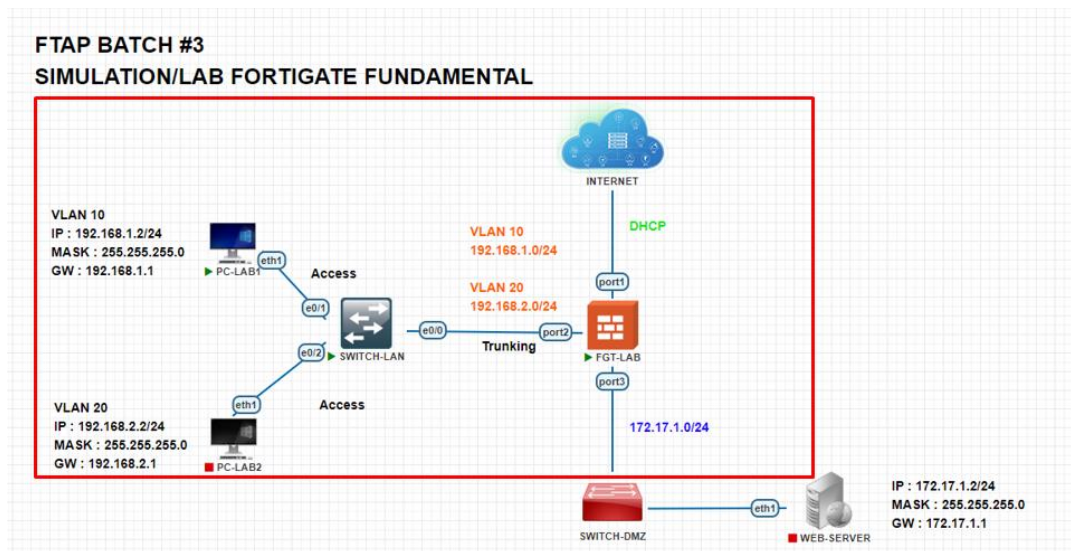 FTAP BATCH #3
SIMULATION/LAB FORTIGATE FUNDAMENTAL
INTERNET
DHCP
VLAN 10
IP : 192.168.1.2/24
MASK : 255.255.255.0
GW : 192.168.1.1
eth1
PC-LAB1
Access
e0/1
VLAN 10
192.168.1.0/24
VLAN 20
192.168.2.0/24
port1
e0/0
port2
Trunking
SWITCH-LAN
FGT-LAB
e0/2
port3
VLAN 20
IP : 192.168.2.2/24
MASK : 255.255.255.0
GW : 192.168.2.1
eth1
PC-LAB2
Access
172.17.1.0/24
SWITCH-DMZ
eth1
WEB-SERVER
IP : 172.17.1.2/24
MASK : 255.255.255.0
GW : 172.17.1.1